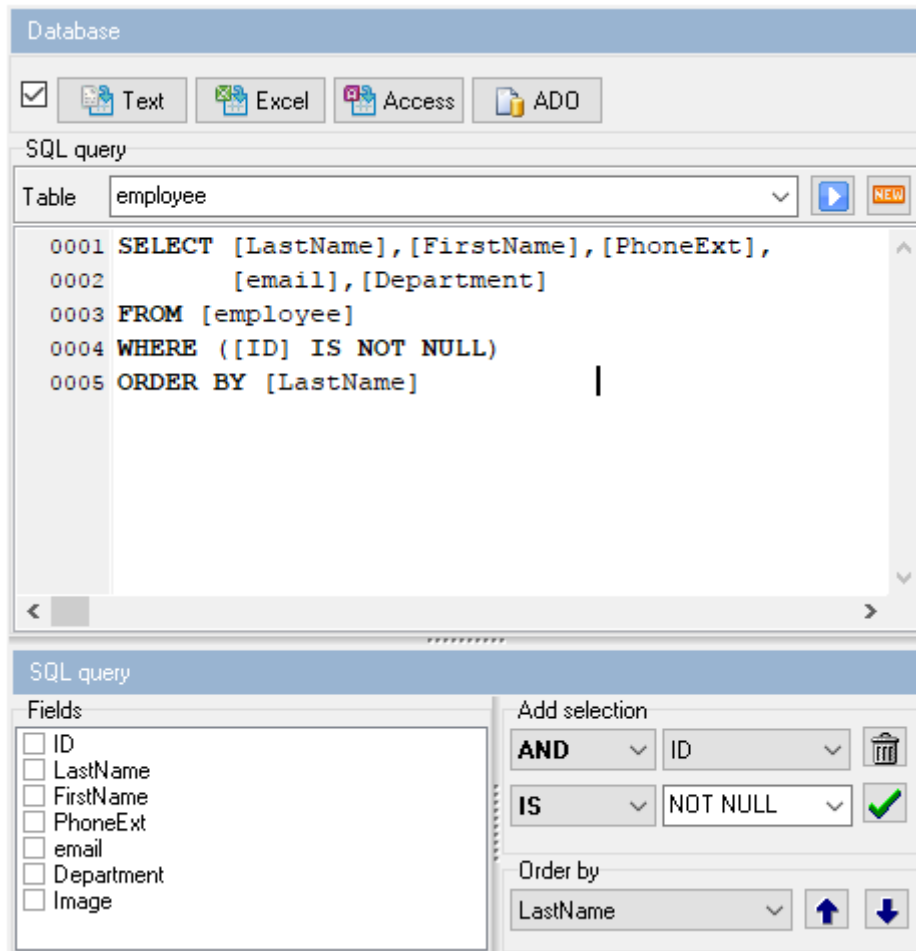 Database
Text Excel Access ADO
SQL query
Table employee NEW
0001 SELECT [LastName],[FirstName],[PhoneExt],
0002 [email],[Department]
0003 FROM [employee]
0004 WHERE ([ID] IS NOT NULL)
0005 ORDER BY [LastName]
SQL query
Fields
ID
LastName
FirstName
PhoneExt
email
Department
Image
Add selection
AND ID
IS NOT NULL
Order by
LastName